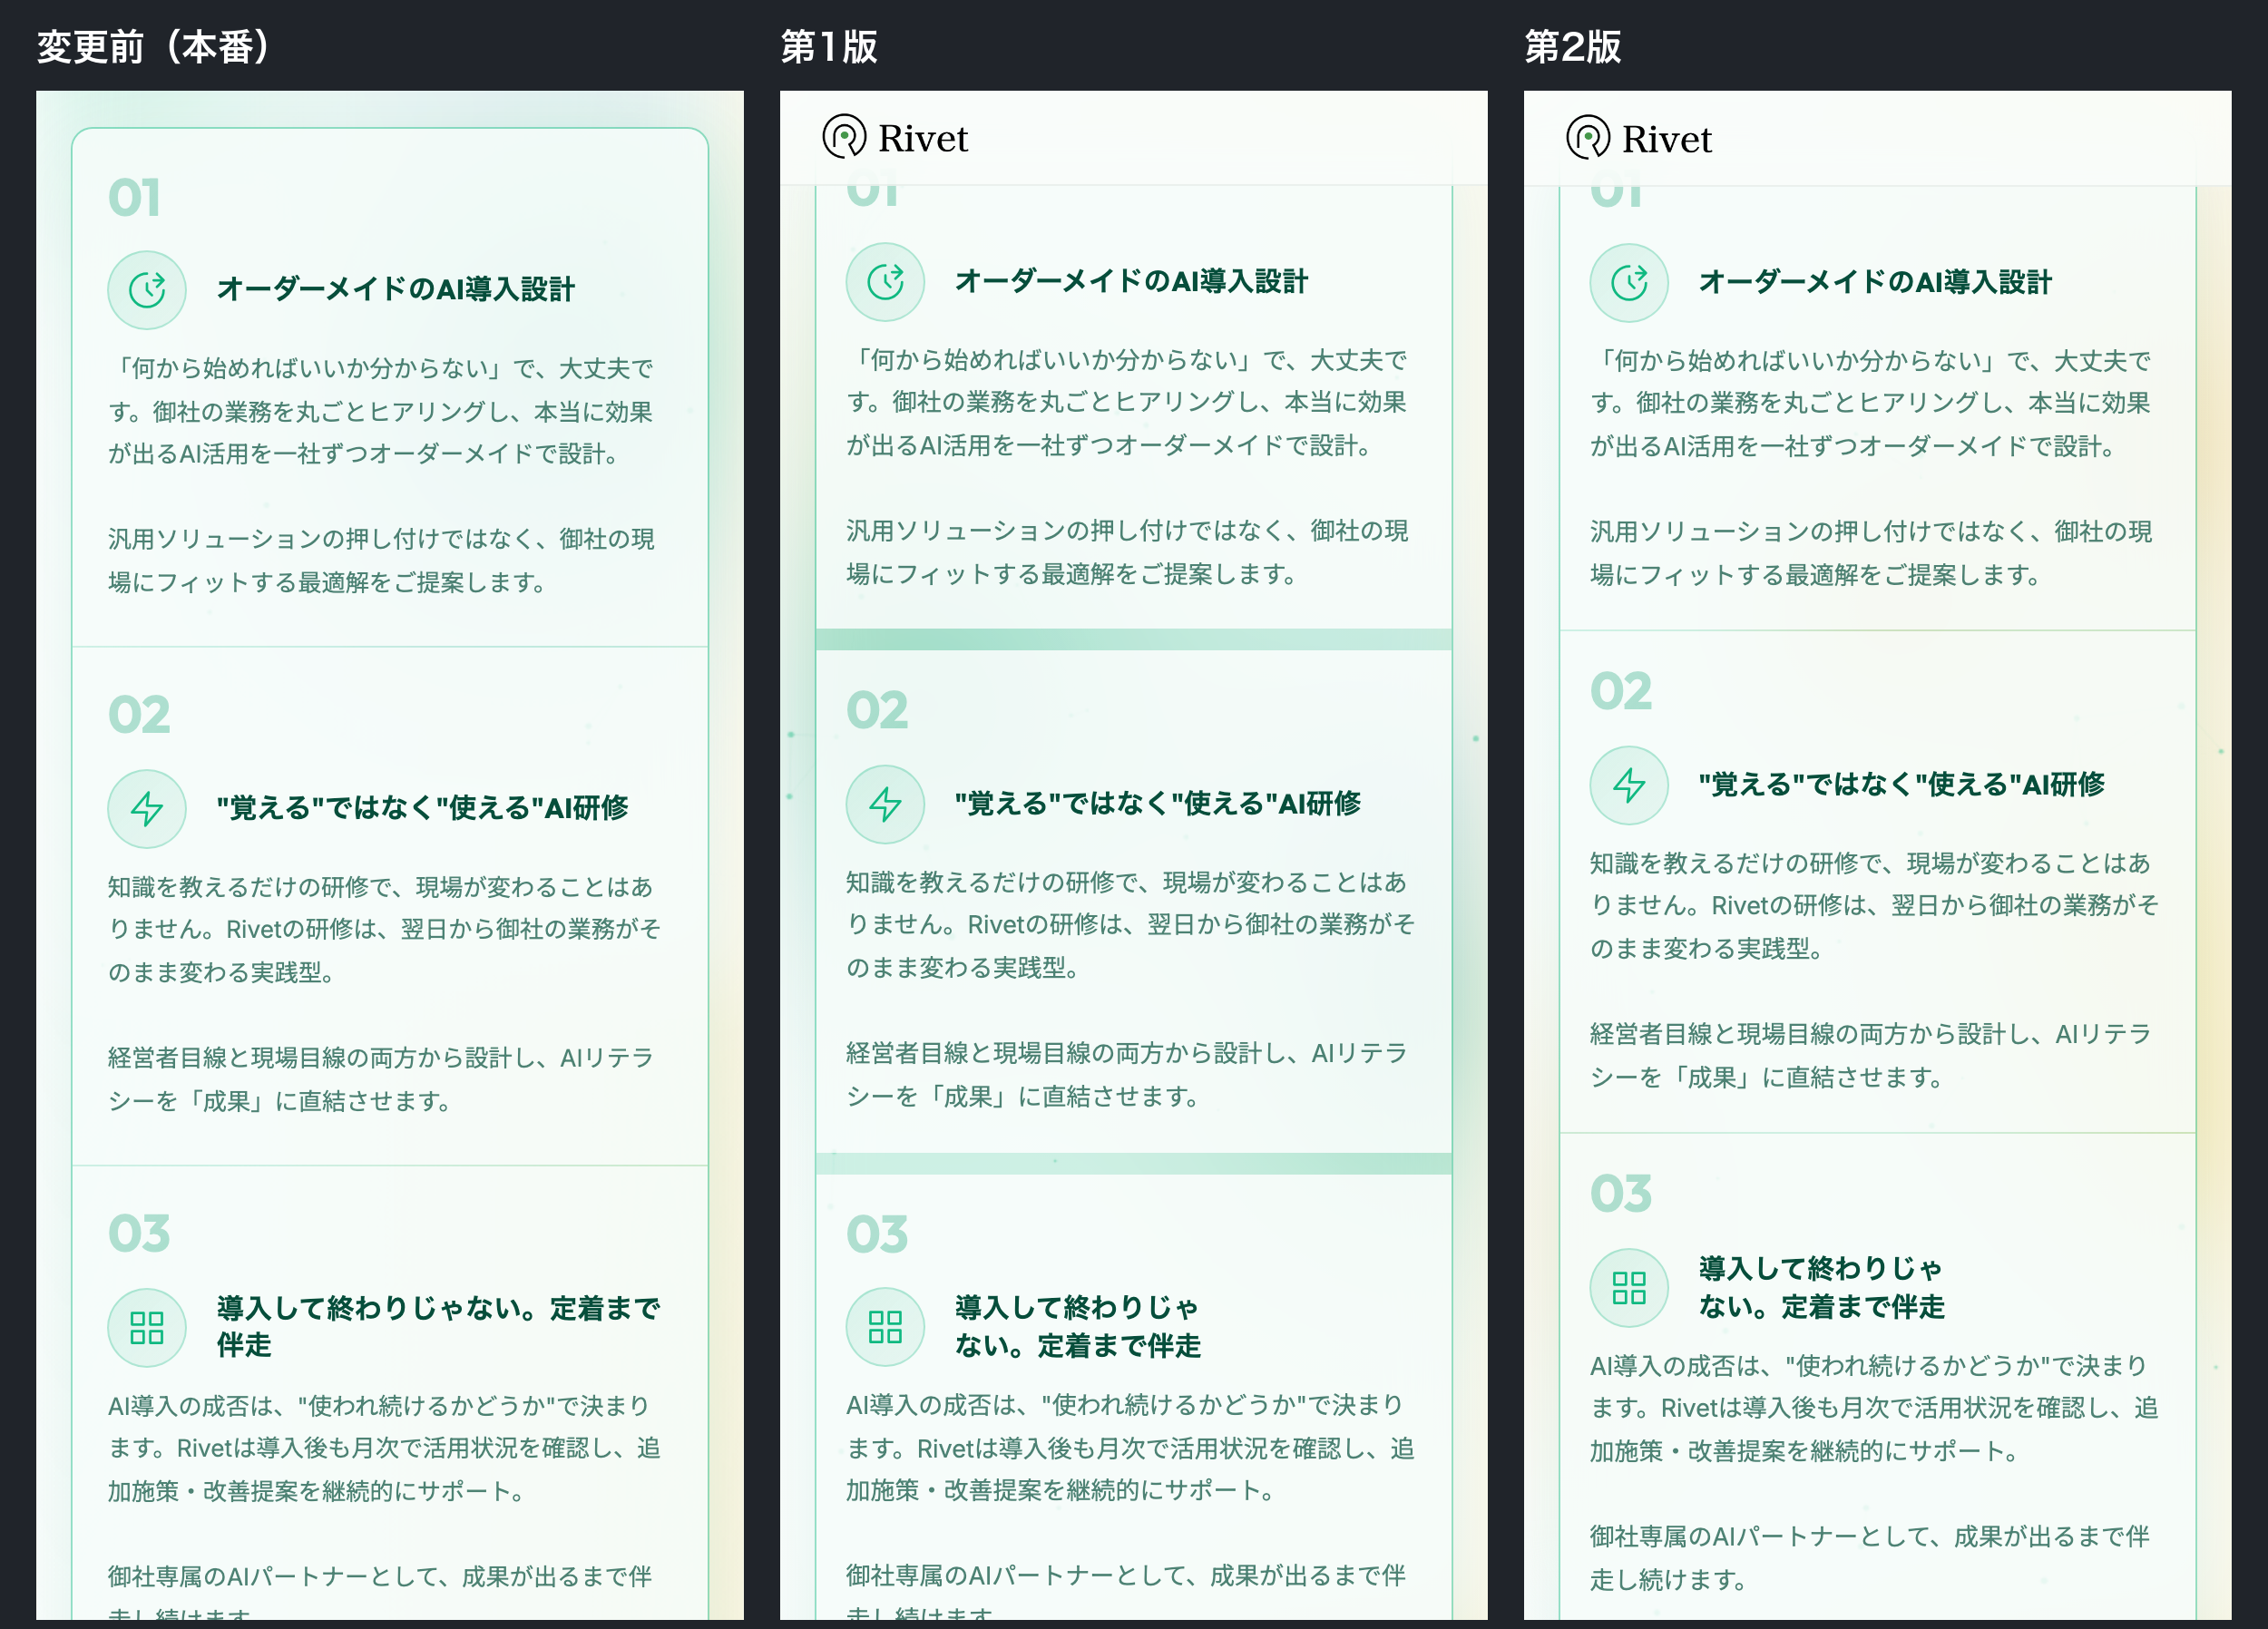 変更前（本番）
01
オーダーメイドのAI導入設計
「何から始めればいいか分からない」で、大丈夫で
す。御社の業務を丸ごとヒアリングし、本当に効果
が出るAI活用を一社ずつオーダーメイドで設計。
汎用ソリューションの押し付けではなく、御社の現
場にフィットする最適解をご提案します。
02
"覚える"ではなく"使える"AI研修
知識を教えるだけの研修で、現場が変わることはあ
りません。Rivetの研修は、翌日から御社の業務がそ
のまま変わる実践型。
経営者目線と現場目線の両方から設計し、AIリテラ
シーを「成果」に直結させます。
03
導入して終わりじゃない。定着まで
伴走
AI導入の成否は、"使われ続けるかどうか"で決まり
ます。Rivetは導入後も月次で活用状況を確認し、追
加施策・改善提案を継続的にサポート。
御社専属のAIパートナーとして、成果が出るまで伴
走し続けます
第1版
Rivet
01
オーダーメイドのAI導入設計
「何から始めればいいか分からない」で、大丈夫で
す。御社の業務を丸ごとヒアリングし、本当に効果
が出るAI活用を一社ずつオーダーメイドで設計。
汎用ソリューションの押し付けではなく、御社の現
場にフィットする最適解をご提案します。
02
"覚える"ではなく"使える"AI研修
知識を教えるだけの研修で、現場が変わることはあ
りません。Rivetの研修は、翌日から御社の業務がそ
のまま変わる実践型。
経営者目線と現場目線の両方から設計し、AIリテラ
シーを「成果」に直結させます。
03
導入して終わりじゃ
ない。定着まで伴走
AI導入の成否は、"使われ続けるかどうか"で決まり
ます。Rivetは導入後も月次で活用状況を確認し、追
加施策・改善提案を継続的にサポート。
御社専属のAIパートナーとして、成果が出るまで伴
走し続けます
第2版
Rivet
01
オーダーメイドのAI導入設計
「何から始めればいいか分からない」で、大丈夫で
す。御社の業務を丸ごとヒアリングし、本当に効果
が出るAI活用を一社ずつオーダーメイドで設計。
汎用ソリューションの押し付けではなく、御社の現
場にフィットする最適解をご提案します。
02
"覚える"ではなく"使える"AI研修
知識を教えるだけの研修で、現場が変わることはあ
りません。Rivetの研修は、翌日から御社の業務がそ
のまま変わる実践型。
経営者目線と現場目線の両方から設計し、AIリテラ
シーを「成果」に直結させます。
03
導入して終わりじゃ
ない。定着まで伴走
AI導入の成否は、"使われ続けるかどうか"で決まり
ます。Rivetは導入後も月次で活用状況を確認し、追
加施策・改善提案を継続的にサポート。
御社専属のAIパートナーとして、成果が出るまで伴
走し続けます。